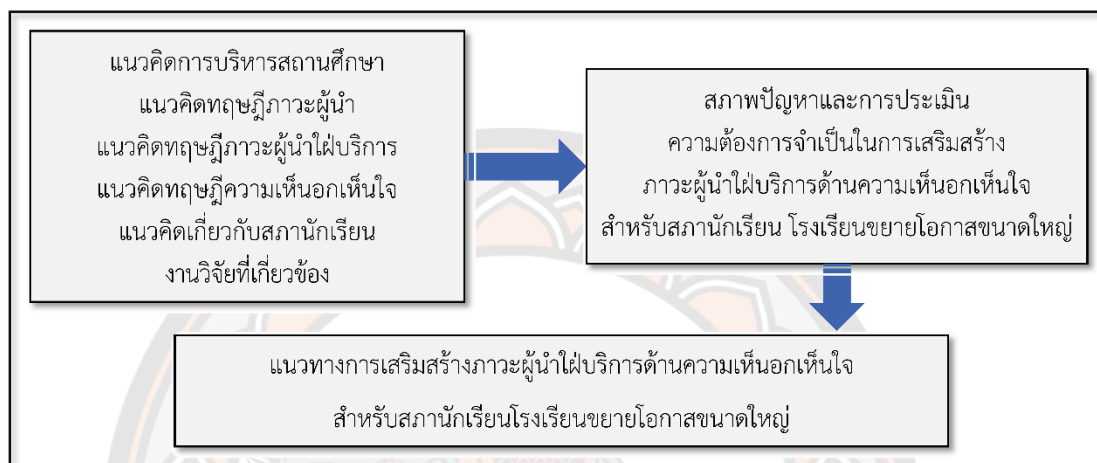 แนวคิดการบริหารสถานศึกษา
แนวคิดทฤษฎีภาวะผู้นำ
แนวคิดทฤษฎีภาวะผู้นำใฝ่บริการ
แนวคิดทฤษฎีความเห็นอกเห็นใจ
แนวคิดเกี่ยวกับสภานักเรียน
งานวิจัยที่เกี่ยวข้อง
สภาพปัญหาและการประเมิน
ความต้องการจำเป็นในการเสริมสร้าง
ภาวะผู้นำใฝ่บริการด้านความเห็นอกเห็นใจ
สำหรับสภานักเรียน โรงเรียนขยายโอกาสขนาดใหญ่
แนวทางการเสริมสร้างภาวะผู้นำใฝ่บริการด้านความเห็นอกเห็นใจ
สำหรับสภานักเรียนโรงเรียนขยายโอกาสขนาดใหญ่